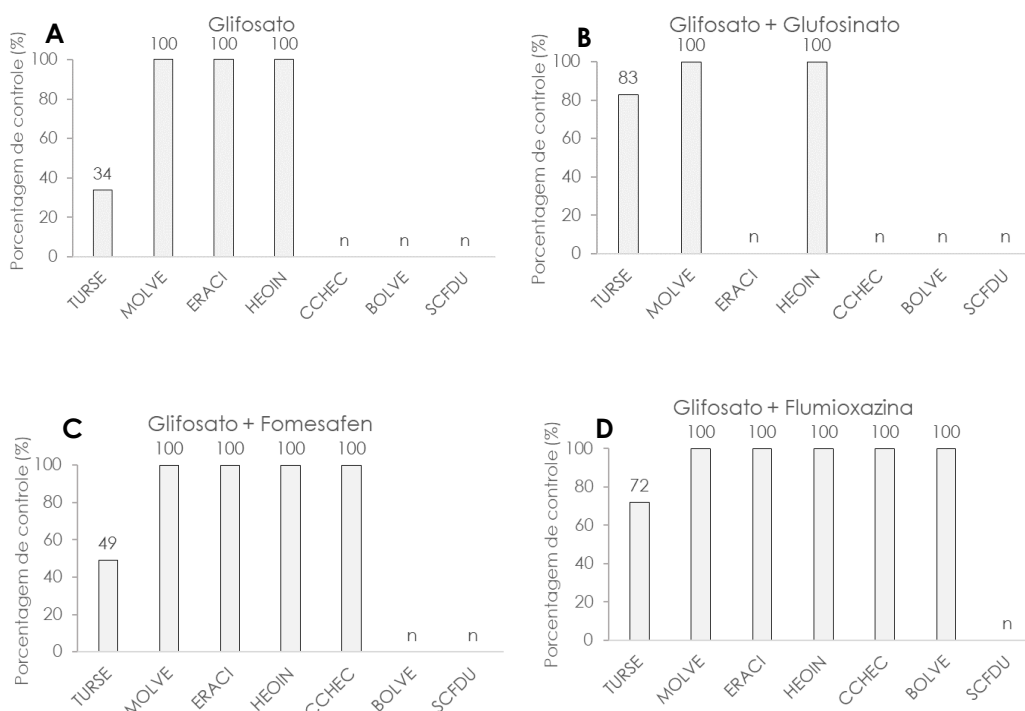 A
Glifosato
Porcentagem de controle (%)
100
80
60
40
20
0
34
100
100
100
n
n
n
TURSE
MOLVE
ERACI
HEOIN
CCHEC
BOLVE
SCFDU
B
Glifosato + Glufosinato
Porcentagem de controle (%)
100
80
60
40
20
0
83
100
n
100
n
n
n
TURSE
MOLVE
ERACI
HEOIN
CCHEC
BOLVE
SCFDU
C
Glifosato + Fomesafen
Porcentagem de controle (%)
100
80
60
40
20
0
49
100
100
100
100
n
n
TURSE
MOLVE
ERACI
HEOIN
CCHEC
BOLVE
SCFDU
D
Glifosato + Flumioxazina
Porcentagem de controle (%)
100
80
60
40
20
0
72
100
100
100
100
100
n
TURSE
MOLVE
ERACI
HEOIN
CCHEC
BOLVE
SCFDU